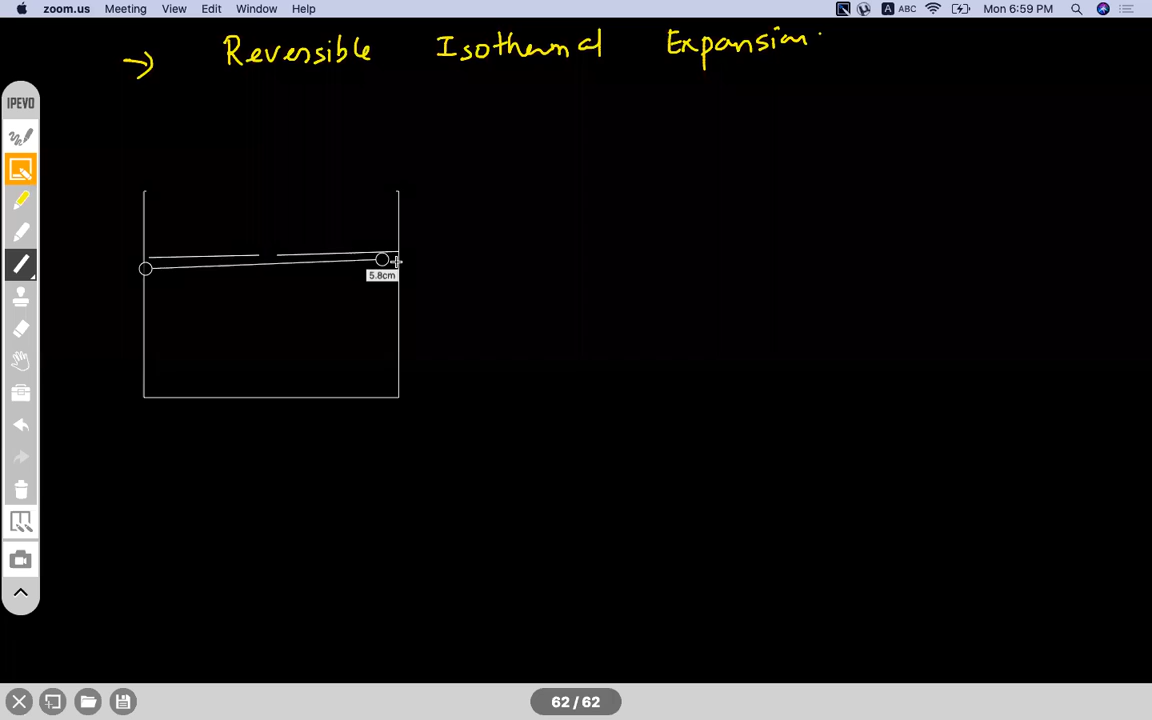 zoom.us Meeting View Edit Window Help A ABC Mon 6:59 PM
→ Reversible Isothermal Expansion.
IPEVO
5.8cm
62 / 62